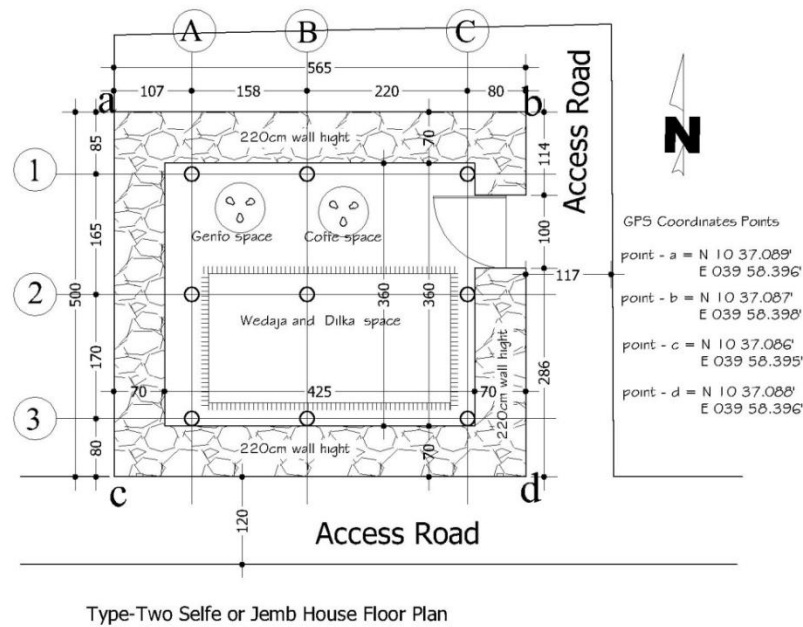 A B C
565
107 158 220 80
a b
220cm wall hight
70
85
114
1
Access Road
N
Genfo space
Coffe space
165
100
GPS Coordinates Points
point - a = N 10 37.089'
E 039 58.396'
117
2
500
360
360
point - b = N 10 37.087'
E 039 58.398'
Wedaja and Dilka space
point - c = N 10 37.086'
E 039 58.395'
170
286
70 425 70
point - d = N 10 37.088'
E 039 58.396'
220cm wall hight
3
80
220cm wall hight
70
c d
120
Access Road
Type-Two Selfe or Jemb House Floor Plan